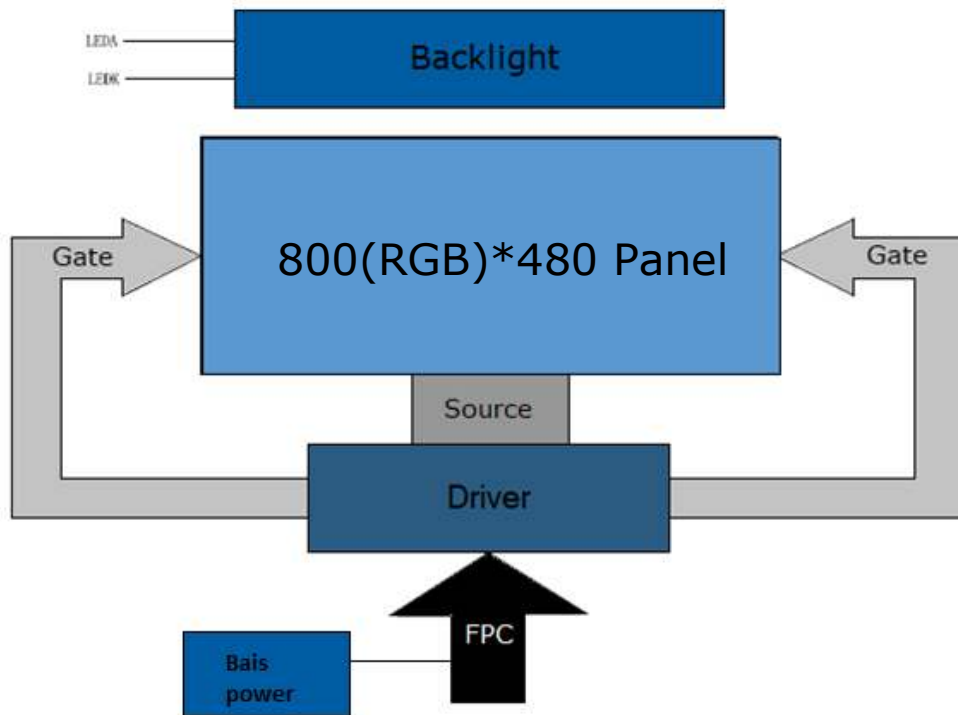 LEDA
LEDK
Backlight
Gate
800(RGB)*480 Panel
Gate
Source
Driver
FPC
Bais
power